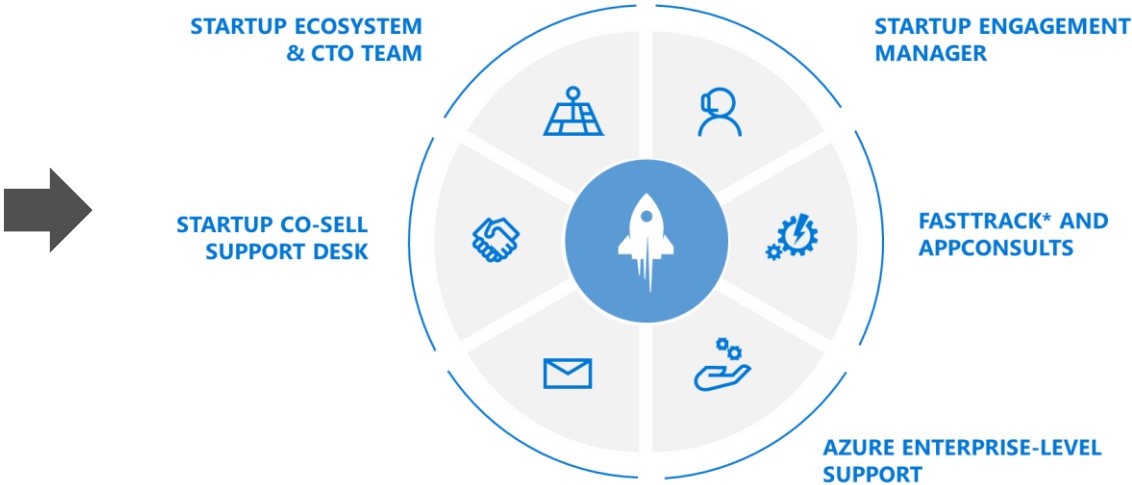 STARTUP ECOSYSTEM
& CTO TEAM
STARTUP ENGAGEMENT
MANAGER
STARTUP CO-SELL
SUPPORT DESK
FASTTRACK* AND
APPCONSULTS
AZURE ENTERPRISE-LEVEL
SUPPORT